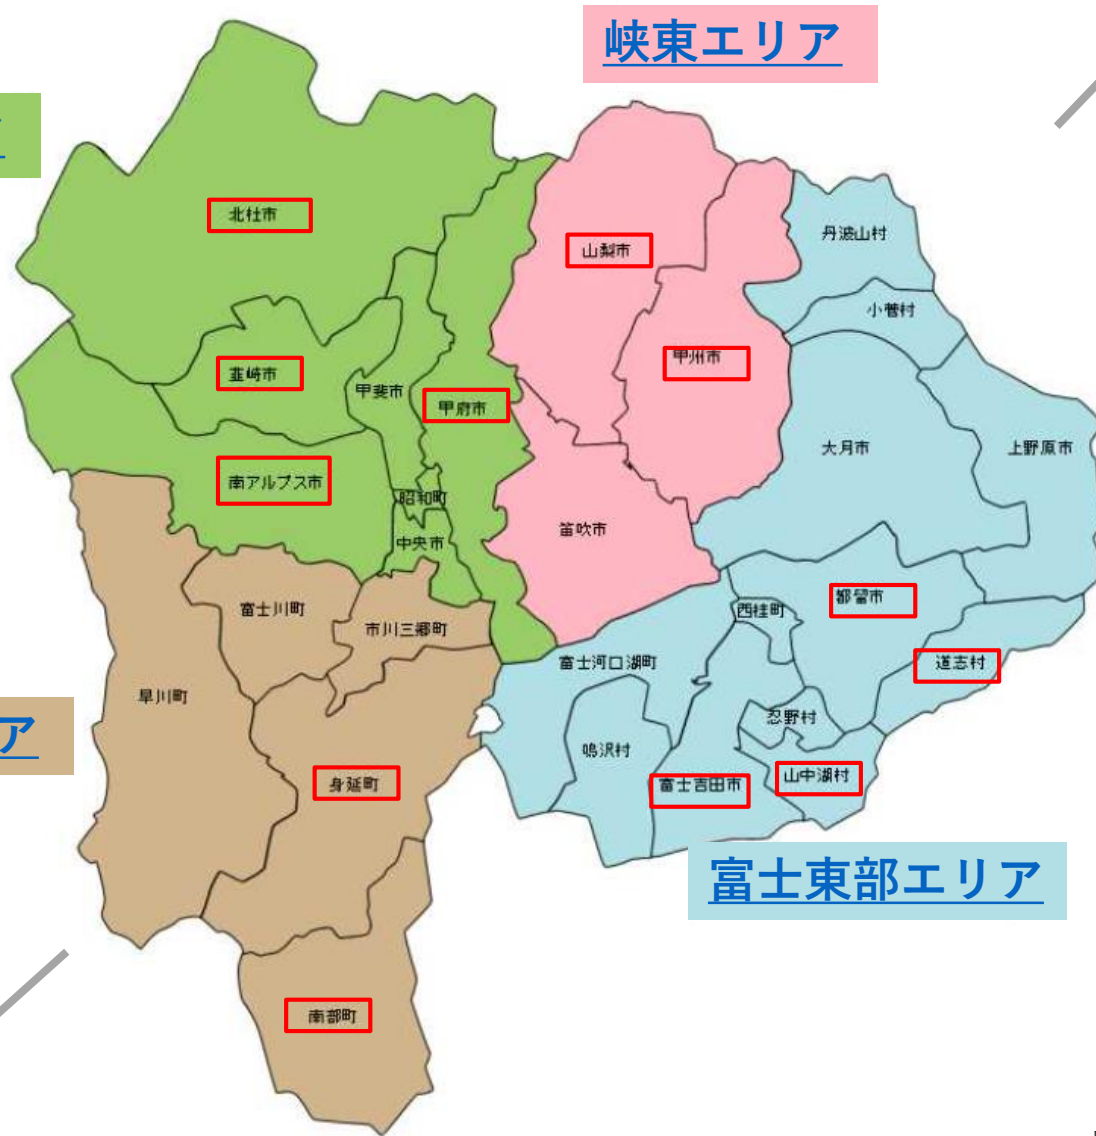 峡東エリア
北杜市
山梨市
丹波山村
小菅村
韮崎市
甲斐市
甲府市
甲州市
大月市
上野原市
南アルプス市
昭和町
中央市
笛吹市
富士川町
市川三郷町
西桂町
都留市
早川町
富士河口湖町
道志村
忍野村
鳴沢村
身延町
富士吉田市
山中湖村
ア
富士東部エリア
南部町